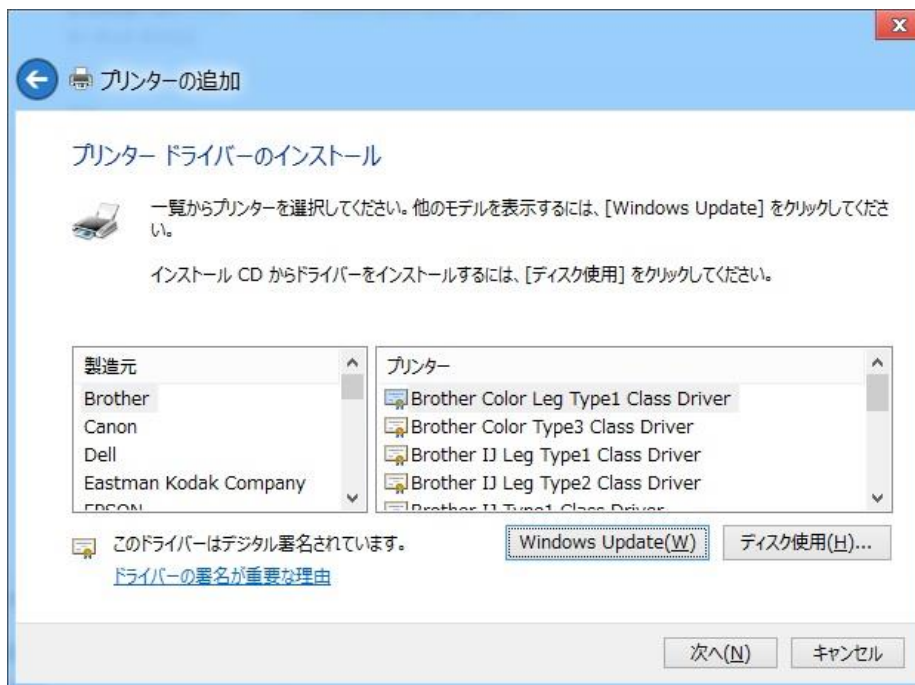 プリンターの追加
プリンター ドライバーのインストール
一覧からプリンターを選択してください。他のモデルを表示するには、[Windows Update] をクリックしてくださ
い。
インストール CD からドライバーをインストールするには、[ディスク使用] をクリックしてください。
製造元
Brother
Canon
Dell
Eastman Kodak Company
EPSON
プリンター
Brother Color Leg Type1 Class Driver
Brother Color Type3 Class Driver
Brother IJ Leg Type1 Class Driver
Brother IJ Leg Type2 Class Driver
Brother IJ Type1 Class Driver
このドライバーはデジタル署名されています。
ドライバーの署名が重要な理由
Windows Update(W)
ディスク使用(H)...
次へ(N)
キャンセル